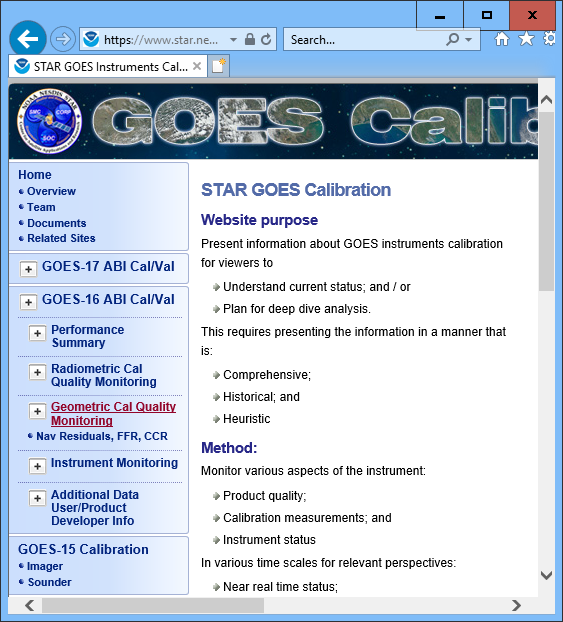 https://www.star.ne...
Search...
STAR GOES Instruments Cal...
NOAA NESDIS STAR
SMC
CORP
SOC
GOES Calib
Home
Overview
Team
Documents
Related Sites
GOES-17 ABI Cal/Val
GOES-16 ABI Cal/Val
Performance
Summary
Radiometric Cal
Quality Monitoring
Geometric Cal Quality
Monitoring
Nav Residuals, FFR, CCR
Instrument Monitoring
Additional Data
User/Product
Developer Info
GOES-15 Calibration
Imager
Sounder
STAR GOES Calibration
Website purpose
Present information about GOES instruments calibration
for viewers to
Understand current status; and / or
Plan for deep dive analysis.
This requires presenting the information in a manner that
is:
Comprehensive;
Historical; and
Heuristic
Method:
Monitor various aspects of the instrument:
Product quality;
Calibration measurements; and
Instrument status
In various time scales for relevant perspectives:
Near real time status;